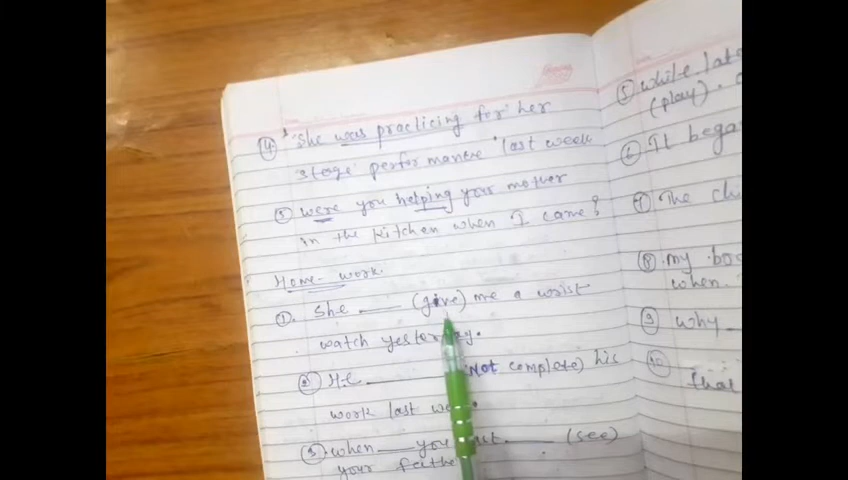 ④ She was practicing for her
stage performance last week
⑤ were you helping your mother
in the kitchen when I came?
Home-work.
①. She ___ (give) me a wrist
watch yesterday.
② He ___ Not complete) his
work last
③ when ___ you ___ (see)
your
⑤ while
(play).
⑥ It bega
⑦ The
⑧ my
when
⑨ why
⑩
that